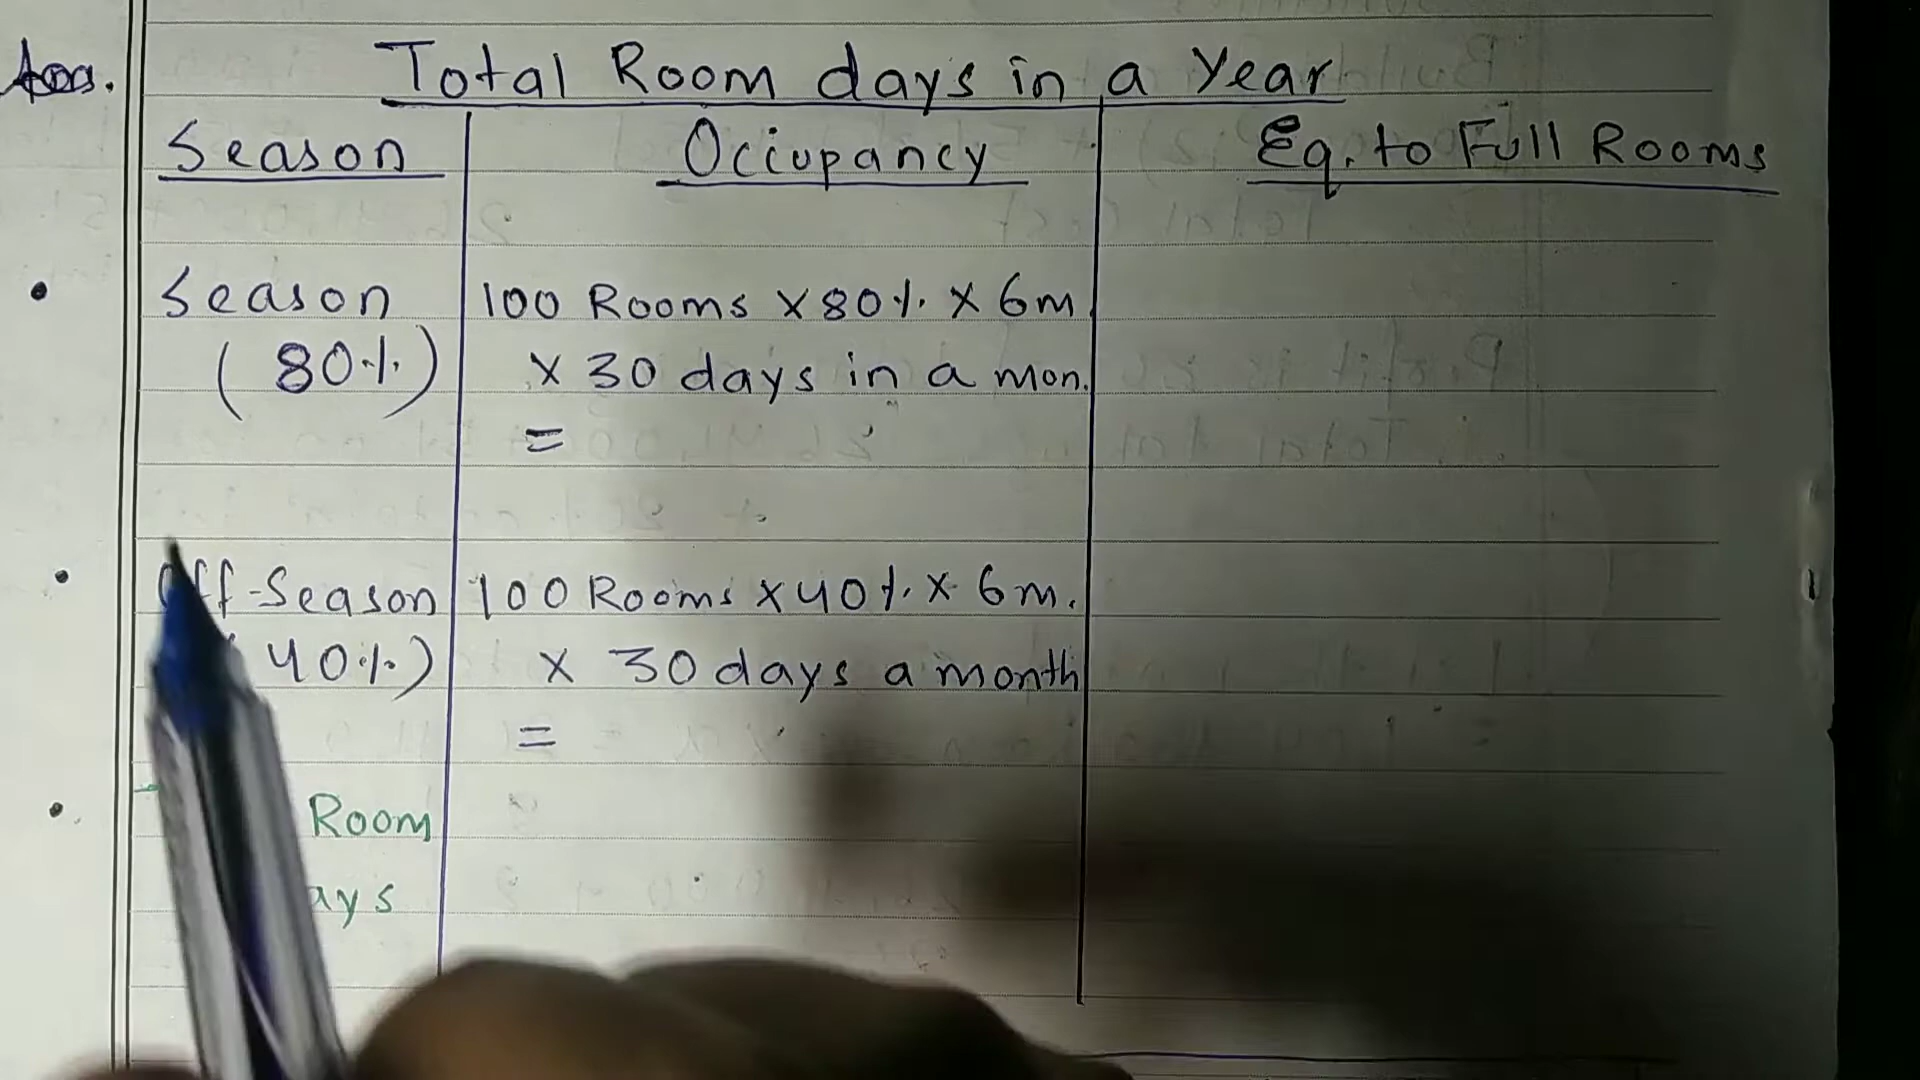 Ans.
Total Room days in a Year
Season Occupancy Eq. to Full Rooms
Season 100 Rooms x 80% x 6m
(80%) x 30 days in a mon.
=
Off-Season 100 Rooms x 40% x 6m.
40%) x 30 days a month
=
Room
ays